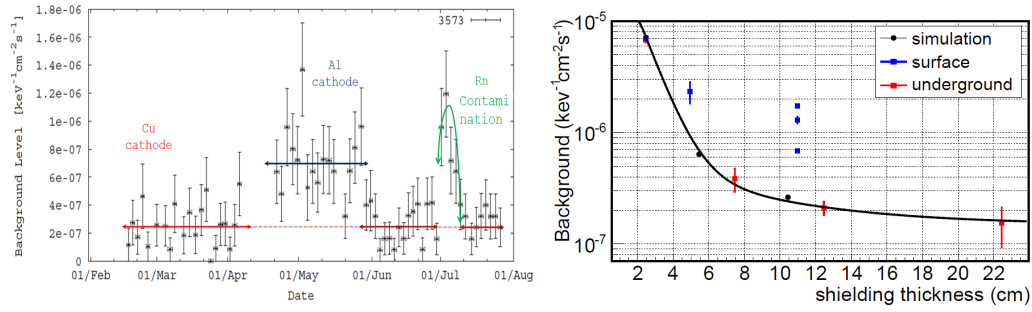 1.8e-06
1.6e-06
1.4e-06
1.2e-06
1e-06
8e-07
6e-07
4e-07
2e-07
0
Background Level [keV⁻¹cm⁻²s⁻¹]
3573
Cu
cathode
Al
cathode
Rn
Contami
nation
01/Feb 01/Mar 01/Apr 01/May 01/Jun 01/Jul 01/Aug
Date
10⁻⁵
10⁻⁶
10⁻⁷
Background (kev⁻¹cm⁻²s⁻¹)
simulation
surface
underground
2 4 6 8 10 12 14 16 18 20 22 24
shielding thickness (cm)